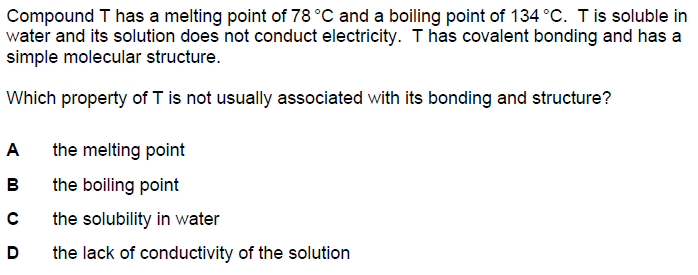 Compound T has a melting point of 78 °C and a boiling point of 134 °C. T is soluble in
water and its solution does not conduct electricity. T has covalent bonding and has a
simple molecular structure.
Which property of T is not usually associated with its bonding and structure?
A the melting point
B the boiling point
C the solubility in water
D the lack of conductivity of the solution